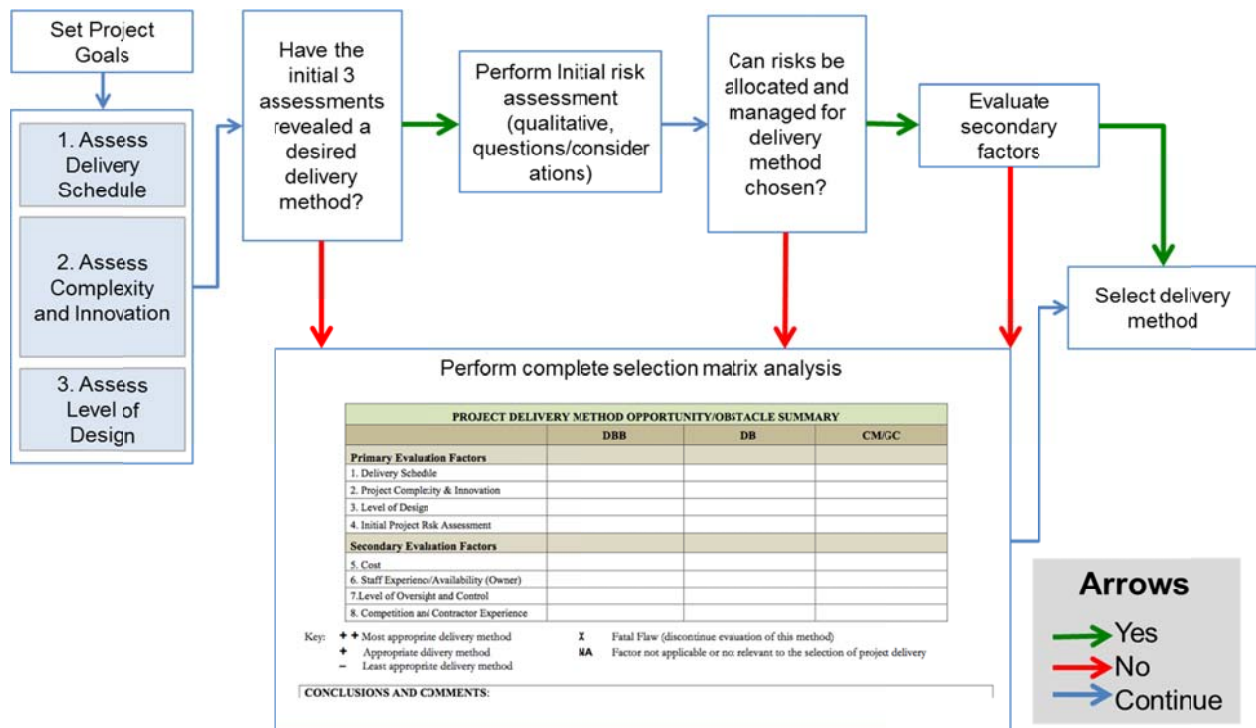 Set Project
Goals
1. Assess
Delivery
Schedule
2. Assess
Complexity
and Innovation
3. Assess
Level of
Design
Have the
initial 3
assessments
revealed a
desired
delivery
method?
Perform Initial risk
assessment
(qualitative,
questions/consider
ations)
Can risks be
allocated and
managed for
delivery
method
chosen?
Evaluate
secondary
factors
Select delivery
method
Perform complete selection matrix analysis
PROJECT DELIVERY METHOD OPPORTUNITY/OBSTACLE SUMMARY
DBB DB CM/GC
Primary Evaluation Factors
1. Delivery Schedule
2. Project Complexity & Innovation
3. Level of Design
4. Initial Project Risk Assessment
Secondary Evaluation Factors
5. Cost
6. Staff Experience/Availability (Owner)
7.Level of Oversight and Control
8. Competition and Contractor Experience
Key: + + Most appropriate delivery method X Fatal Flaw (discontinue evaluation of this method)
+ Appropriate delivery method NA Factor not applicable or not relevant to the selection of project delivery
– Least appropriate delivery method
CONCLUSIONS AND COMMENTS:
Arrows
Yes
No
Continue